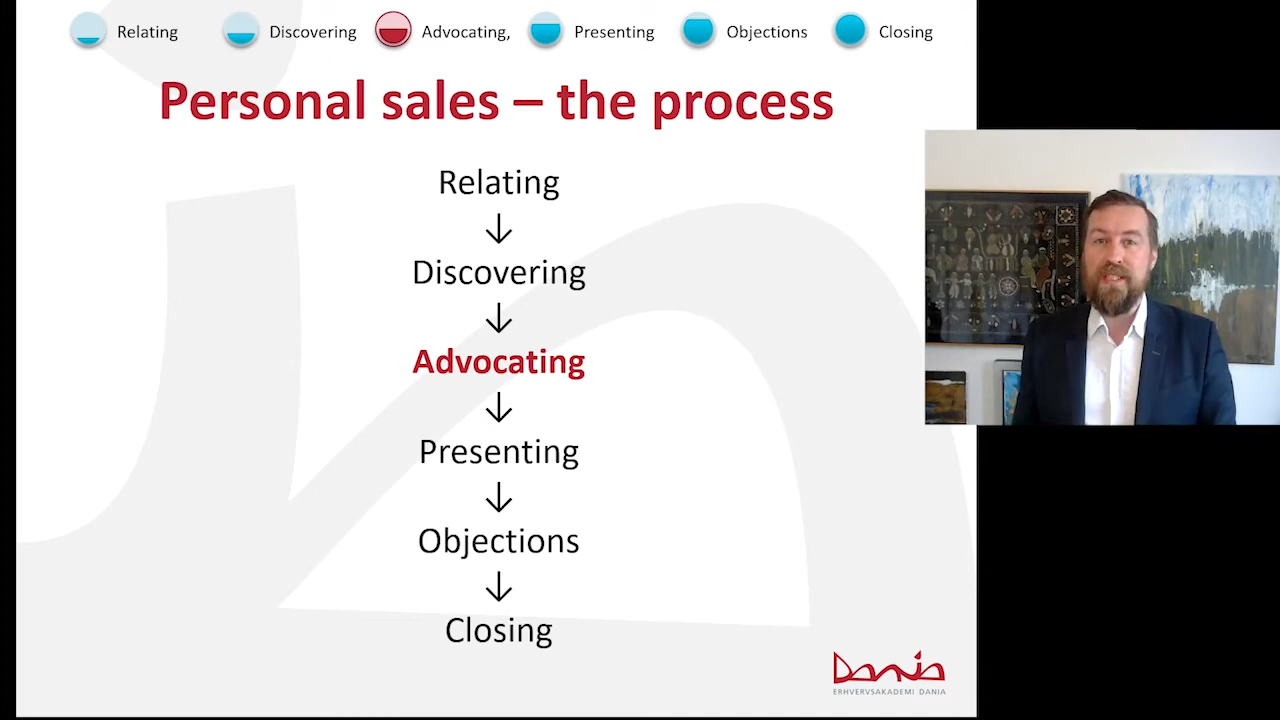 Relating Discovering Advocating, Presenting Objections Closing
Personal sales – the process
Relating
↓
Discovering
↓
Advocating
↓
Presenting
↓
Objections
↓
Closing
Dania
ERHVERVSAKADEMI DANIA